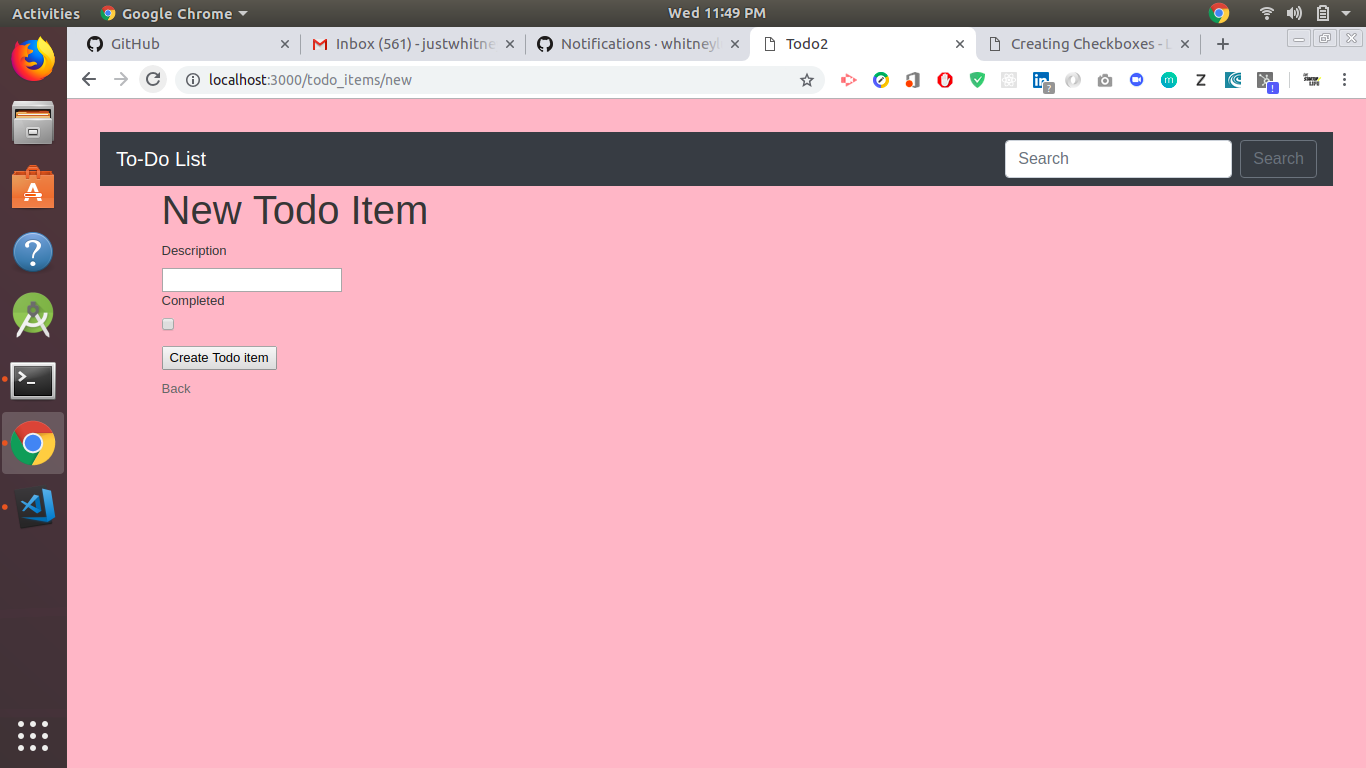 Activities Google Chrome Wed 11:49 PM
GitHub Inbox (561) - justwhitne Notifications · whitney Todo2 Creating Checkboxes - L
localhost:3000/todo_items/new
To-Do List Search Search
New Todo Item
Description
Completed
Create Todo item
Back